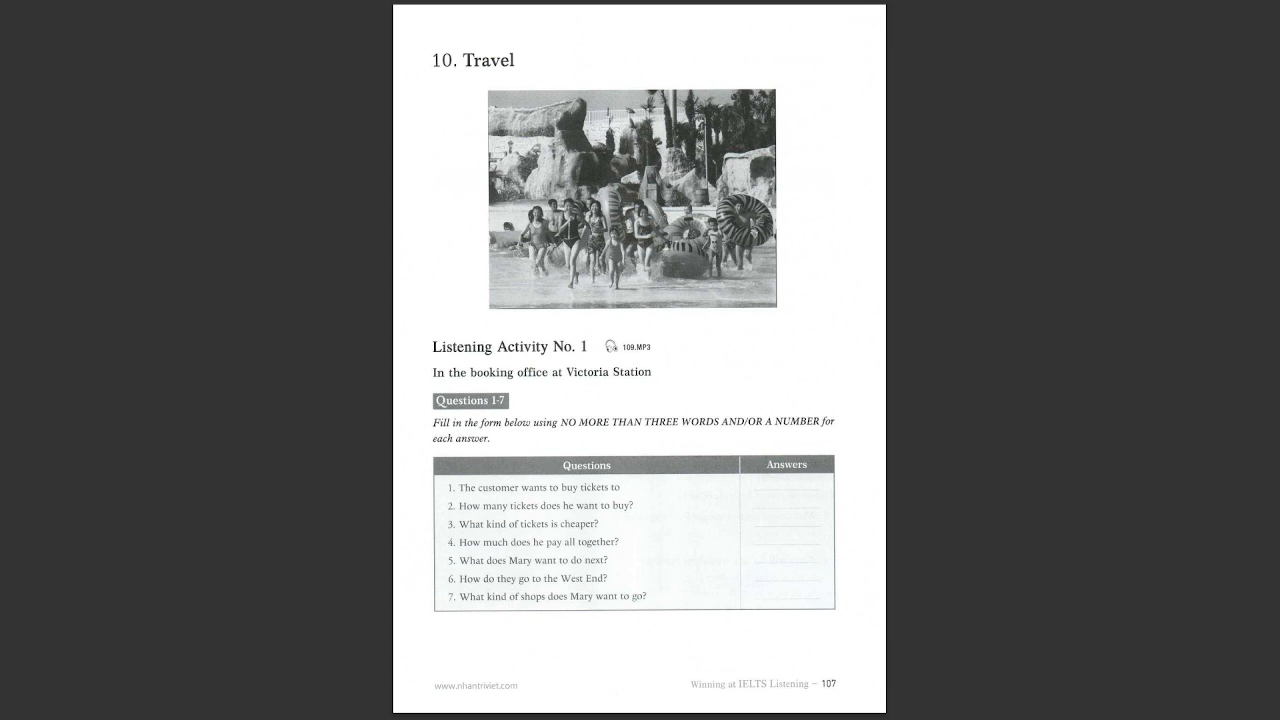 10. Travel
Listening Activity No. 1 109.MP3
In the booking office at Victoria Station
Questions 1-7
Fill in the form below using NO MORE THAN THREE WORDS AND/OR A NUMBER for
each answer.
Questions Answers
1. The customer wants to buy tickets to
2. How many tickets does he want to buy?
3. What kind of tickets is cheaper?
4. How much does he pay all together?
5. What does Mary want to do next?
6. How do they go to the West End?
7. What kind of shops does Mary want to go?
www.nhantriviet.com Winning at IELTS Listening – 107